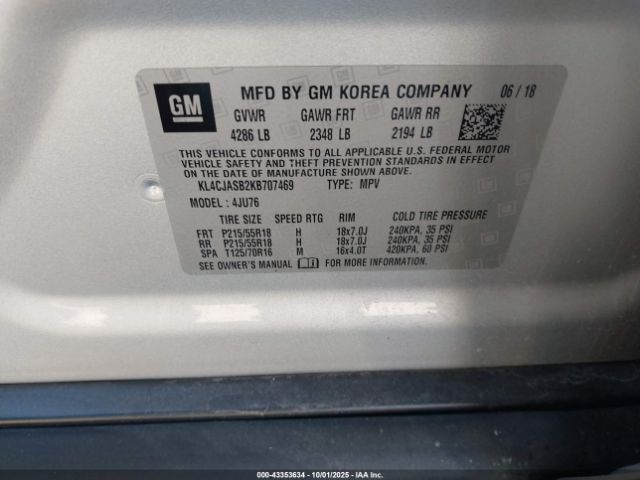 GM
MFD BY GM KOREA COMPANY 06 / 18
GVWR GAWR FRT GAWR RR
4286 LB 2348 LB 2194 LB
THIS VEHICLE CONFORMS TO ALL APPLICABLE U.S. FEDERAL MOTOR
VEHICLE SAFETY AND THEFT PREVENTION STANDARDS IN EFFECT
ON THE DATE OF MANUFACTURE SHOWN ABOVE.
KL4CJASB2KB707469 TYPE: MPV
MODEL : 4JU76
TIRE SIZE SPEED RTG RIM COLD TIRE PRESSURE
FRT P215/55R18 H 18x7.0J 240KPA, 35 PSI
RR P215/55R18 H 18x7.0J 240KPA, 35 PSI
SPA T125/70R16 M 16x4.0T 420KPA, 60 PSI
SEE OWNER'S MANUAL FOR MORE INFORMATION.
000-43353634 - 10/01/2025 - IAA, Inc.